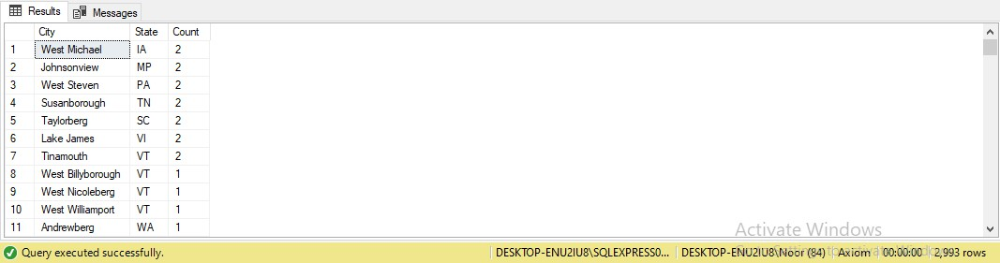 Results Messages
City State Count
1 West Michael IA 2
2 Johnsonview MP 2
3 West Steven PA 2
4 Susanborough TN 2
5 Taylorberg SC 2
6 Lake James VI 2
7 Tinamouth VT 2
8 West Billyborough VT 1
9 West Nicoleberg VT 1
10 West Williamport VT 1
11 Andrewberg WA 1
Activate Windows
Query executed successfully. DESKTOP-ENU2IU8\SQLEXPRESS0... DESKTOP-ENU2IU8\Noor (84) Axiom 00:00:00 2,993 rows